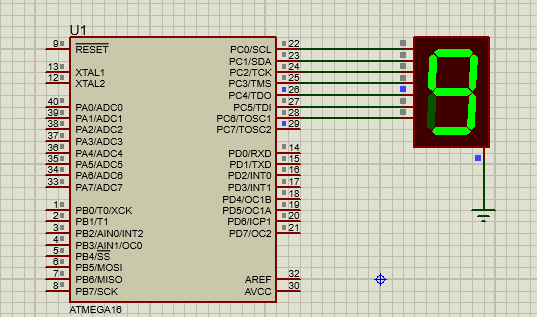 U1
9 RESET
13 XTAL1
12 XTAL2
40 PA0/ADC0
39 PA1/ADC1
38 PA2/ADC2
37 PA3/ADC3
36 PA4/ADC4
35 PA5/ADC5
34 PA6/ADC6
33 PA7/ADC7
1 PB0/T0/XCK
2 PB1/T1
3 PB2/AIN0/INT2
4 PB3/AIN1/OC0
5 PB4/SS
6 PB5/MOSI
7 PB6/MISO
8 PB7/SCK
PC0/SCL 22
PC1/SDA 23
PC2/TCK 24
PC3/TMS 25
PC4/TDO 26
PC5/TDI 27
PC6/TOSC1 28
PC7/TOSC2 29
PD0/RXD 14
PD1/TXD 15
PD2/INT0 16
PD3/INT1 17
PD4/OC1B 18
PD5/OC1A 19
PD6/ICP1 20
PD7/OC2 21
AREF 32
AVCC 30
ATMEGA16
9